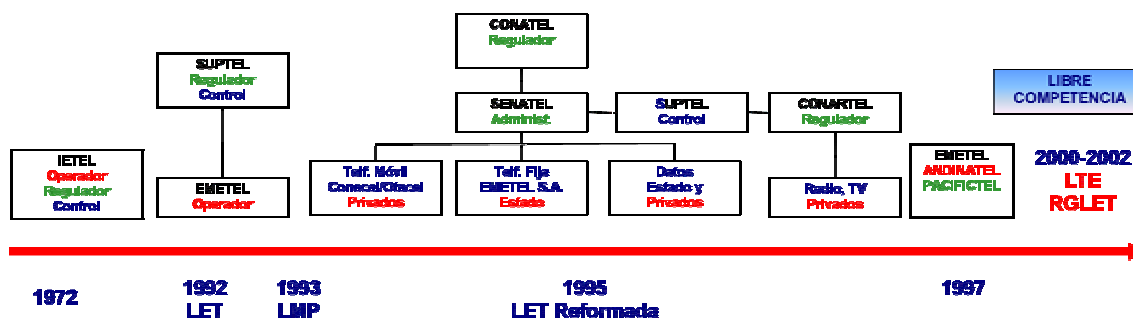 CONATEL
Regulador
SUPTEL
Regulador
Control
LIBRE
COMPETENCIA
SENATEL
Administ.
SUPTEL
Control
CONARTEL
Regulador
IETEL
Operador
Regulador
Control
EMETEL
Operador
Telf. Móvil
Conecel/Otecel
Privados
Telf. Fija
EMETEL S.A.
Estado
Datos
Estado y
Privados
Radio, TV
Privados
EMETEL
ANDINATEL
PACIFICTEL
2000-2002
LTE
RGLET
1972
1992
LET
1993
LMP
1995
LET Reformada
1997